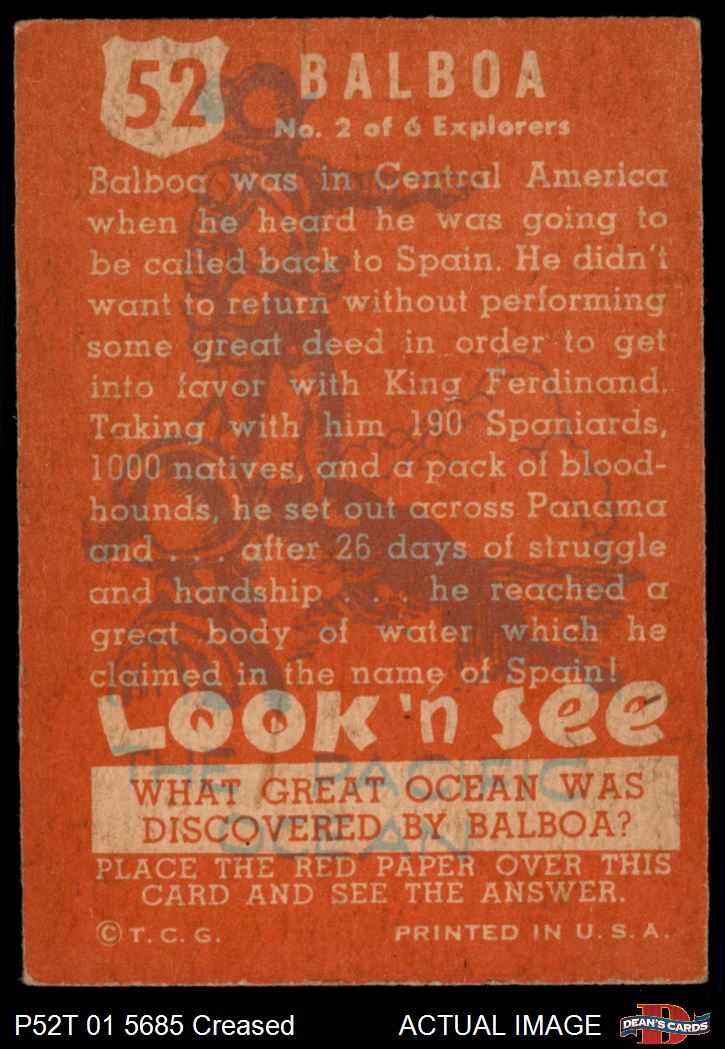 52
BALBOA
No. 2 of 6 Explorers
Balboa was in Central America
when he heard he was going to
be called back to Spain. He didn't
want to return without performing
some great deed in order to get
into favor with King Ferdinand.
Taking with him 190 Spaniards,
1000 natives, and a pack of blood-
hounds, he set out across Panama
and . . . after 26 days of struggle
and hardship . . . he reached a
great body of water which he
claimed in the name of Spain!
LOOK 'n SEE
THE PACIFIC
OCEAN
WHAT GREAT OCEAN WAS
DISCOVERED BY BALBOA?
PLACE THE RED PAPER OVER THIS
CARD AND SEE THE ANSWER.
© T. C. G. PRINTED IN U. S. A.
P52T 01 5685 Creased ACTUAL IMAGE
D
DEAN'S CARDS